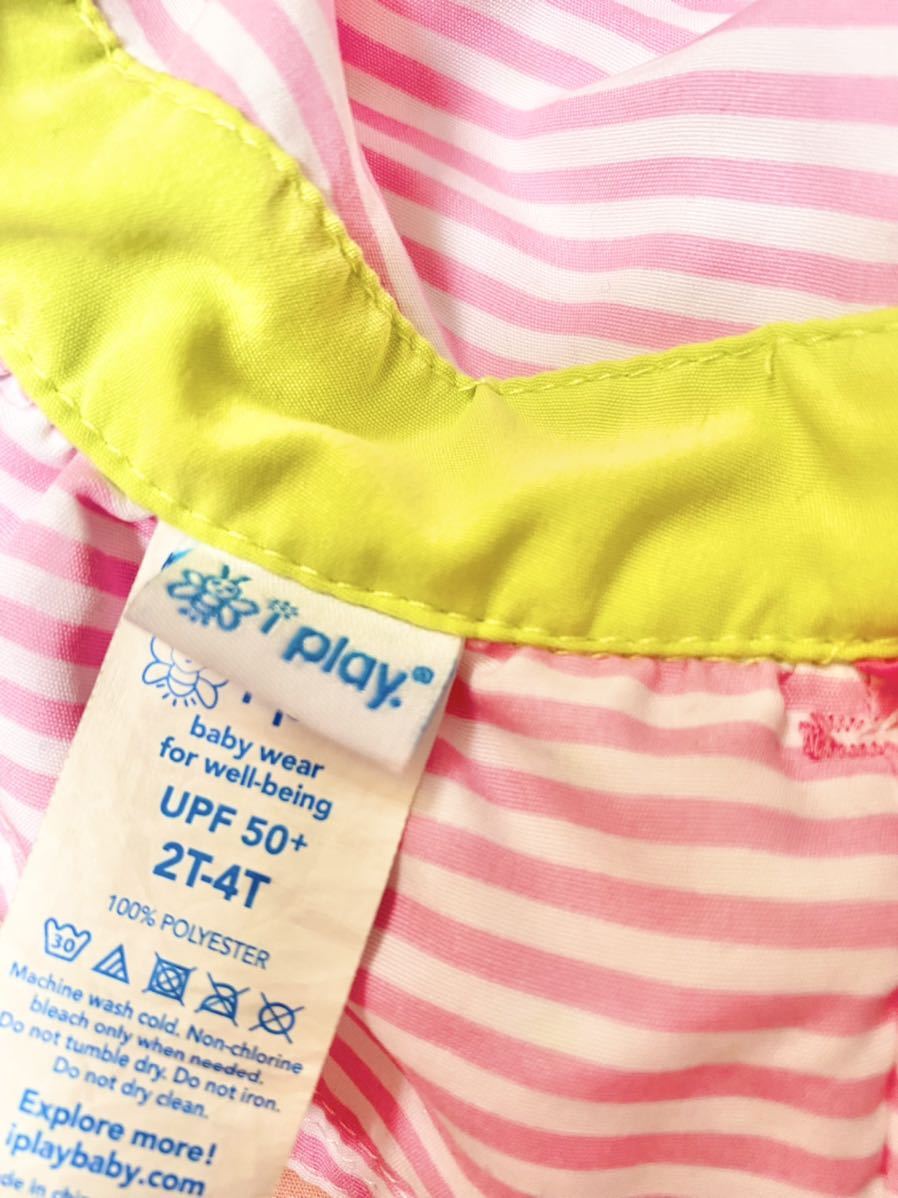 i play.®
baby wear
for well-being
UPF 50+
2T-4T
100% POLYESTER
30
Machine wash cold. Non-chlorine
bleach only when needed.
Do not tumble dry. Do not iron.
Do not dry clean.
Explore more!
iplaybaby.com
in